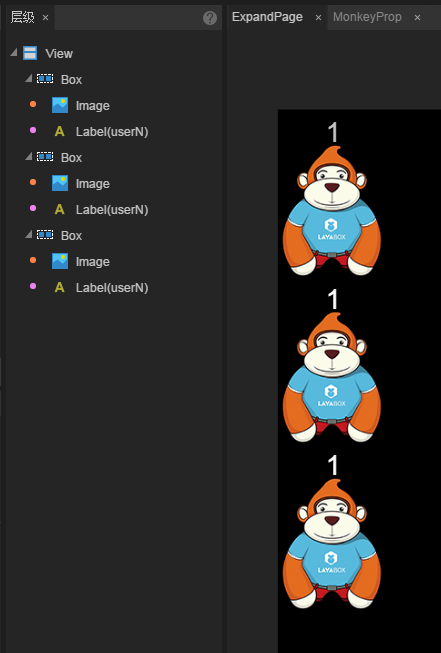 层级 ×
?
ExpandPage ×
MonkeyProp ×
View
Box
Image
A Label(userN)
Box
Image
A Label(userN)
Box
Image
A Label(userN)
1
LAYABOX
1
LAYABOX
1
LAYABOX